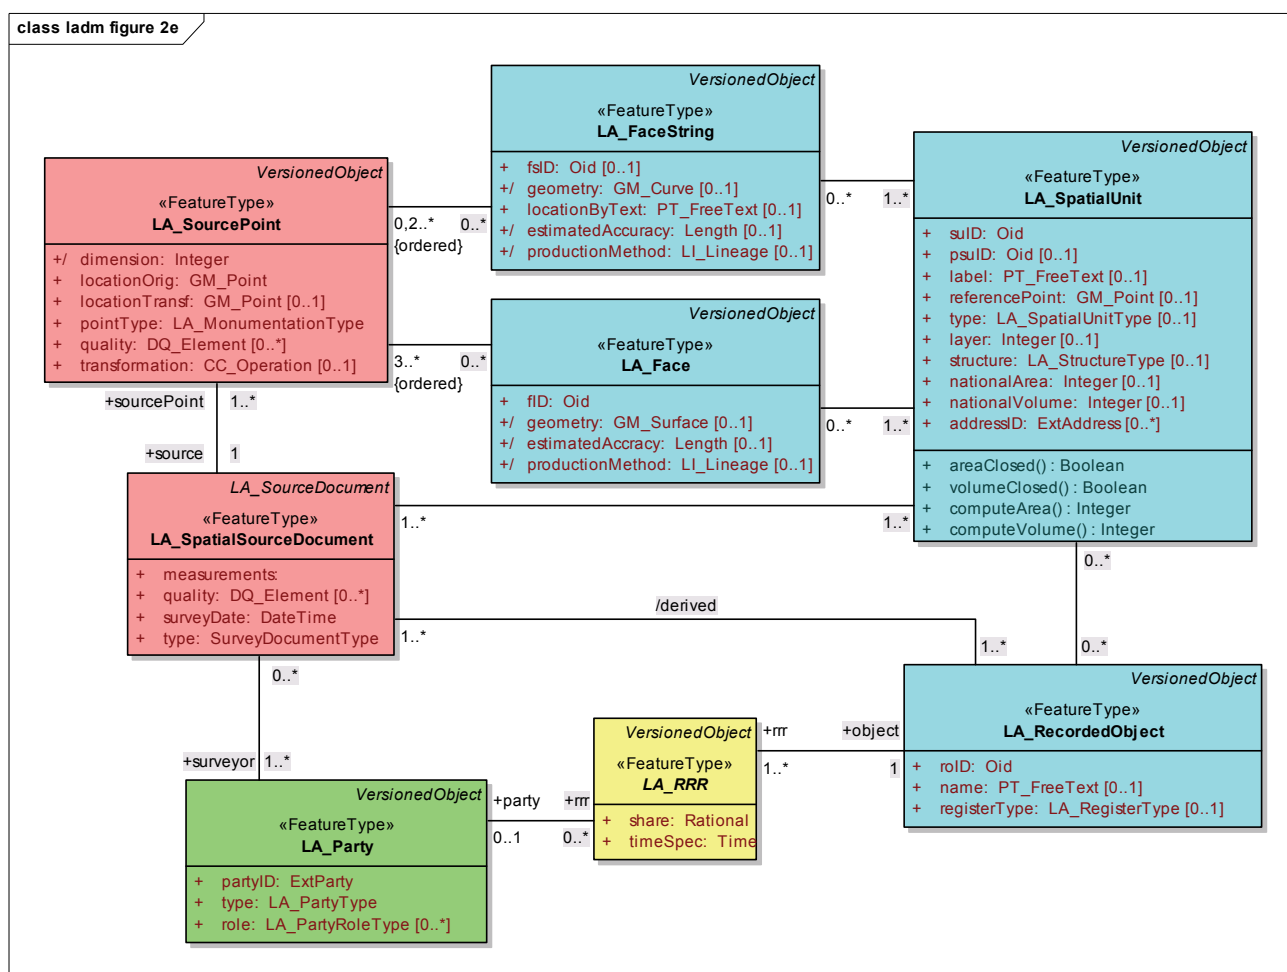 class ladm figure 2e
VersionedObject
«FeatureType»
LA_FaceString
+ fsID: Oid [0..1]
+/ geometry: GM_Curve [0..1]
+ locationByText: PT_FreeText [0..1]
+/ estimatedAccuracy: Length [0..1]
+/ productionMethod: LI_Lineage [0..1]
VersionedObject
«FeatureType»
LA_SpatialUnit
+ suID: Oid
+ psuID: Oid [0..1]
+ label: PT_FreeText [0..1]
+ referencePoint: GM_Point [0..1]
+ type: LA_SpatialUnitType [0..1]
+ layer: Integer [0..1]
+ structure: LA_StructureType [0..1]
+ nationalArea: Integer [0..1]
+ nationalVolume: Integer [0..1]
+ addressID: ExtAddress [0..*]
+ areaClosed() : Boolean
+ volumeClosed() : Boolean
+ computeArea() : Integer
+ computeVolume() : Integer
VersionedObject
«FeatureType»
LA_SourcePoint
+/ dimension: Integer
+ locationOrig: GM_Point
+ locationTransf: GM_Point [0..1]
+ pointType: LA_MonumentationType
+ quality: DQ_Element [0..*]
+ transformation: CC_Operation [0..1]
0,2..*
{ordered}
0..*
0..*
1..*
VersionedObject
«FeatureType»
LA_Face
+ fID: Oid
+/ geometry: GM_Surface [0..1]
+/ estimatedAccracy: Length [0..1]
+/ productionMethod: LI_Lineage [0..1]
3..*
{ordered}
0..*
0..*
1..*
+sourcePoint
1..*
+source
1
LA_SourceDocument
«FeatureType»
LA_SpatialSourceDocument
+ measurements:
+ quality: DQ_Element [0..*]
+ surveyDate: DateTime
+ type: SurveyDocumentType
1..*
1..*
/derived
1..*
1..*
0..*
0..*
0..*
+surveyor
1..*
VersionedObject
«FeatureType»
LA_RecordedObject
+ roID: Oid
+ name: PT_FreeText [0..1]
+ registerType: LA_RegisterType [0..1]
VersionedObject
«FeatureType»
LA_RRR
+ share: Rational
+ timeSpec: Time
+rrr
1..*
+object
1
VersionedObject
«FeatureType»
LA_Party
+ partyID: ExtParty
+ type: LA_PartyType
+ role: LA_PartyRoleType [0..*]
+party
0..1
+rrr
0..*